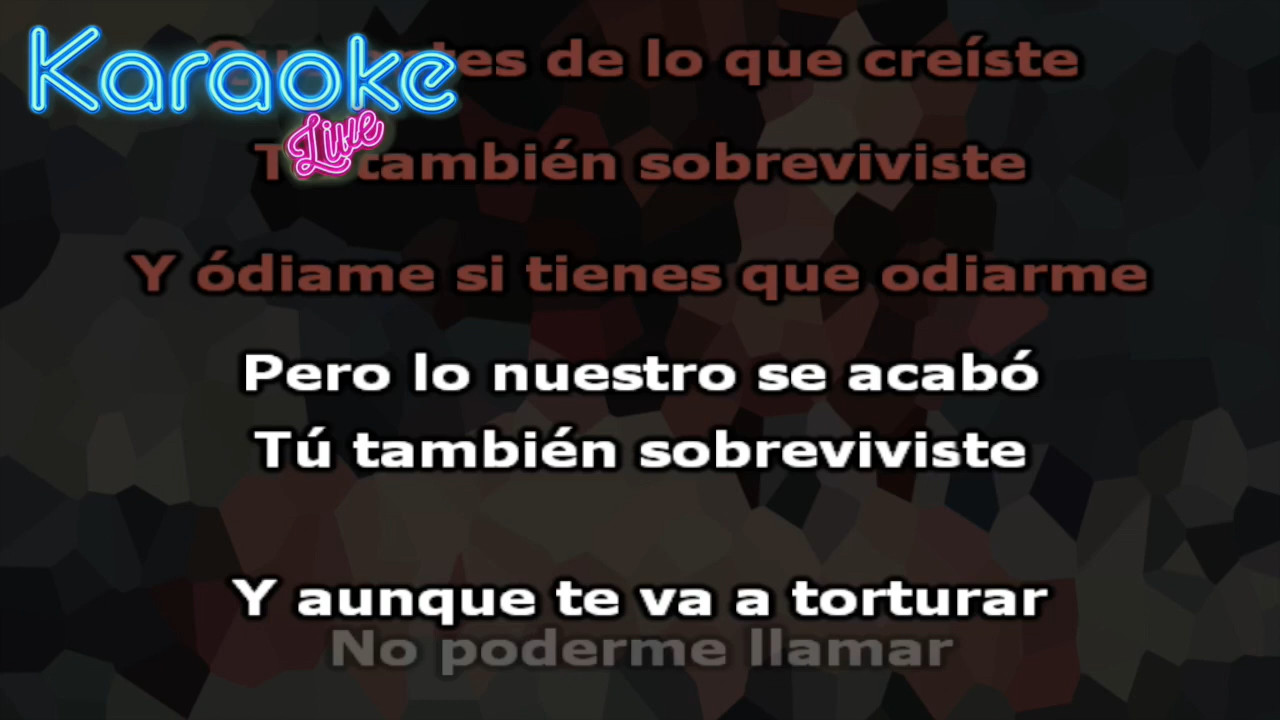 Karaoke
Live
es de lo que creíste
también sobreviviste
Y ódiame si tienes que odiarme
Pero lo nuestro se acabó
Tú también sobreviviste
Y aunque te va a torturar
No poderme llamar